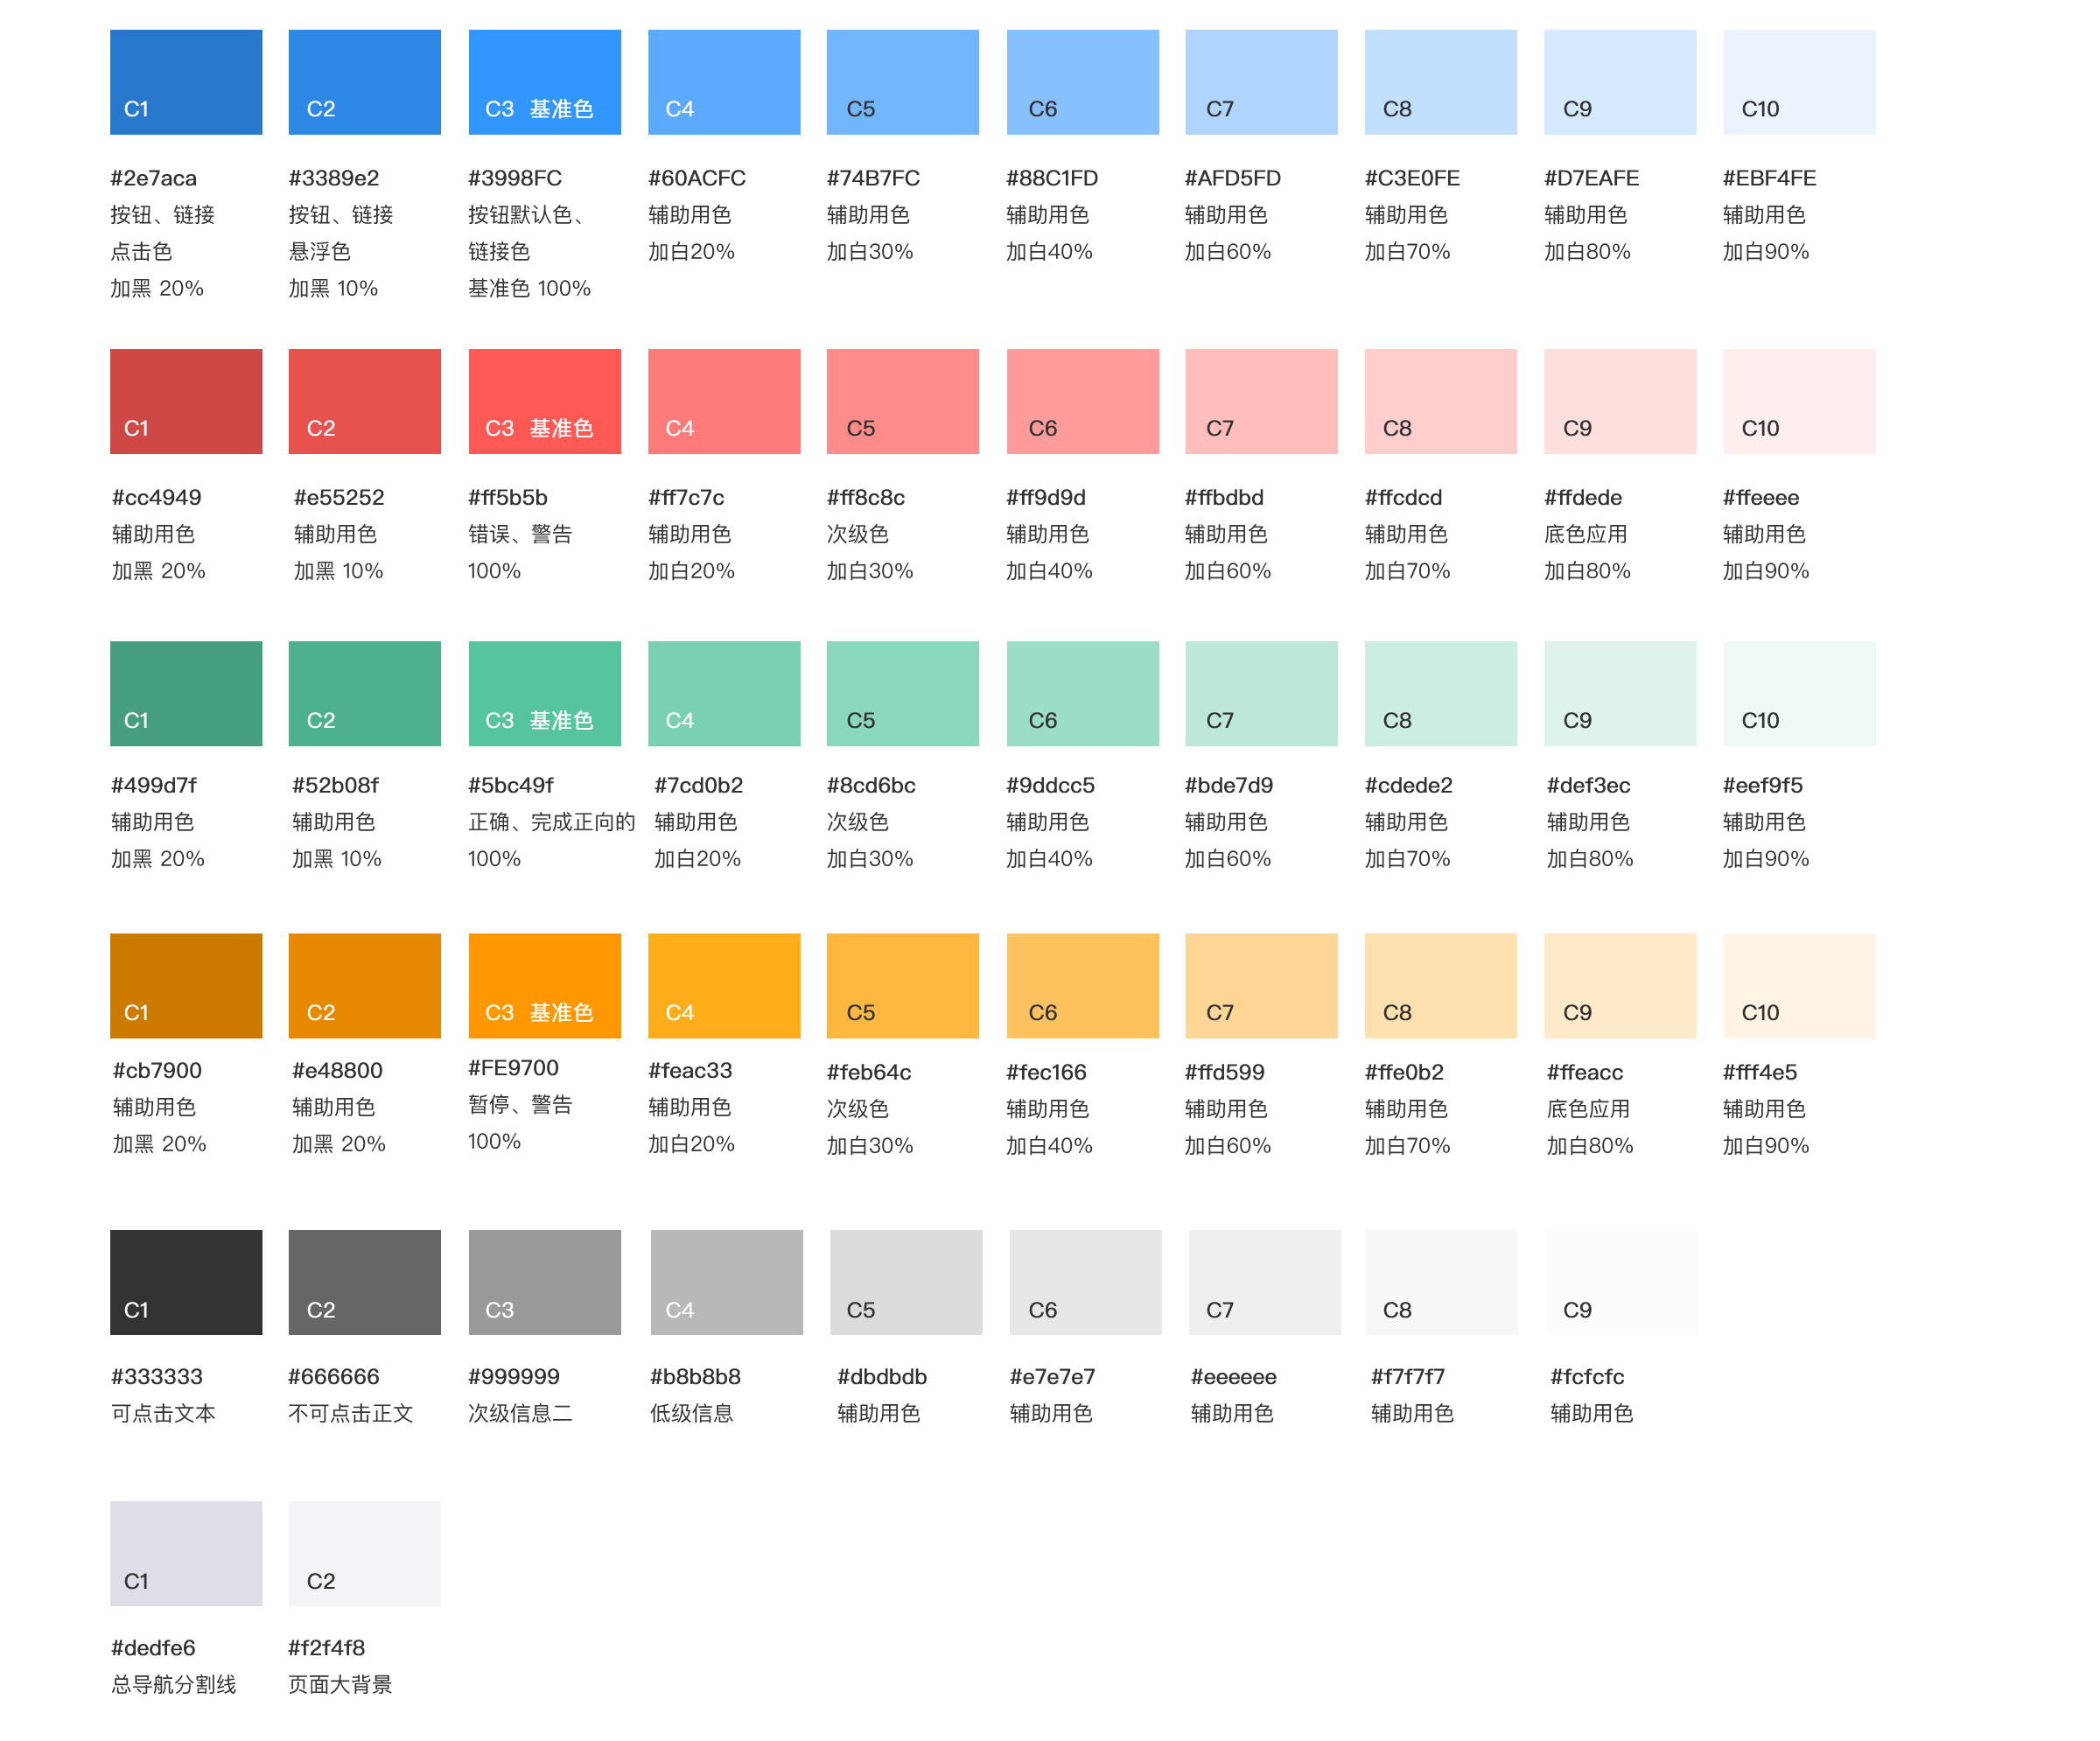 C1
C2
C3 基准色
C4
C5
C6
C7
C8
C9
C10
#2e7aca
按钮、链接
点击色
加黑 20%
#3389e2
按钮、链接
悬浮色
加黑 10%
#3998FC
按钮默认色、
链接色
基准色 100%
#60ACFC
辅助用色
加白20%
#74B7FC
辅助用色
加白30%
#88C1FD
辅助用色
加白40%
#AFD5FD
辅助用色
加白60%
#C3E0FE
辅助用色
加白70%
#D7EAFE
辅助用色
加白80%
#EBF4FE
辅助用色
加白90%
C1
C2
C3 基准色
C4
C5
C6
C7
C8
C9
C10
#cc4949
辅助用色
加黑 20%
#e55252
辅助用色
加黑 10%
#ff5b5b
错误、警告
100%
#ff7c7c
辅助用色
加白20%
#ff8c8c
次级色
加白30%
#ff9d9d
辅助用色
加白40%
#ffbdbd
辅助用色
加白60%
#ffcdcd
辅助用色
加白70%
#ffdede
底色应用
加白80%
#ffeeee
辅助用色
加白90%
C1
C2
C3 基准色
C4
C5
C6
C7
C8
C9
C10
#499d7f
辅助用色
加黑 20%
#52b08f
辅助用色
加黑 10%
#5bc49f
正确、完成正向的
100%
#7cd0b2
辅助用色
加白20%
#8cd6bc
次级色
加白30%
#9ddcc5
辅助用色
加白40%
#bde7d9
辅助用色
加白60%
#cdede2
辅助用色
加白70%
#def3ec
辅助用色
加白80%
#eef9f5
辅助用色
加白90%
C1
C2
C3 基准色
C4
C5
C6
C7
C8
C9
C10
#cb7900
辅助用色
加黑 20%
#e48800
辅助用色
加黑 20%
#FE9700
暂停、警告
100%
#feac33
辅助用色
加白20%
#feb64c
次级色
加白30%
#fec166
辅助用色
加白40%
#ffd599
辅助用色
加白60%
#ffe0b2
辅助用色
加白70%
#ffeacc
底色应用
加白80%
#fff4e5
辅助用色
加白90%
C1
C2
C3
C4
C5
C6
C7
C8
C9
#333333
可点击文本
#666666
不可点击正文
#999999
次级信息二
#b8b8b8
低级信息
#dbdbdb
辅助用色
#e7e7e7
辅助用色
#eeeeee
辅助用色
#f7f7f7
辅助用色
#fcfcfc
辅助用色
C1
C2
#dedfe6
总导航分割线
#f2f4f8
页面大背景